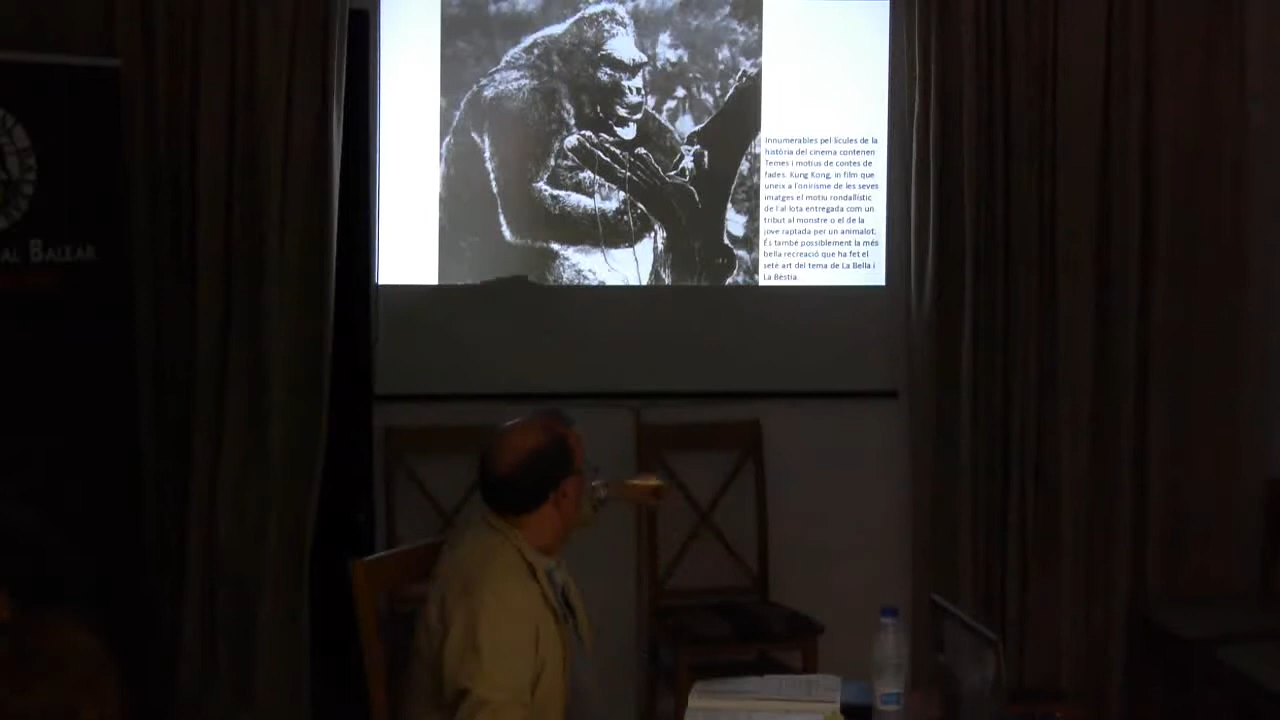 AL BALEAR
Innumerables pel·lícules de la
història del cinema contenen
Temes i motius de contes de
fades. Kung Kong, in film que
uneix a l'onirisme de les seves
imatges el motiu rondallístic
de l'al·lota entregada com un
tribut al monstre o el de la
jove raptada per un animalot.
És també possiblement la més
bella recreació que ha fet el
setè art del tema de La Bella i
La Bèstia.